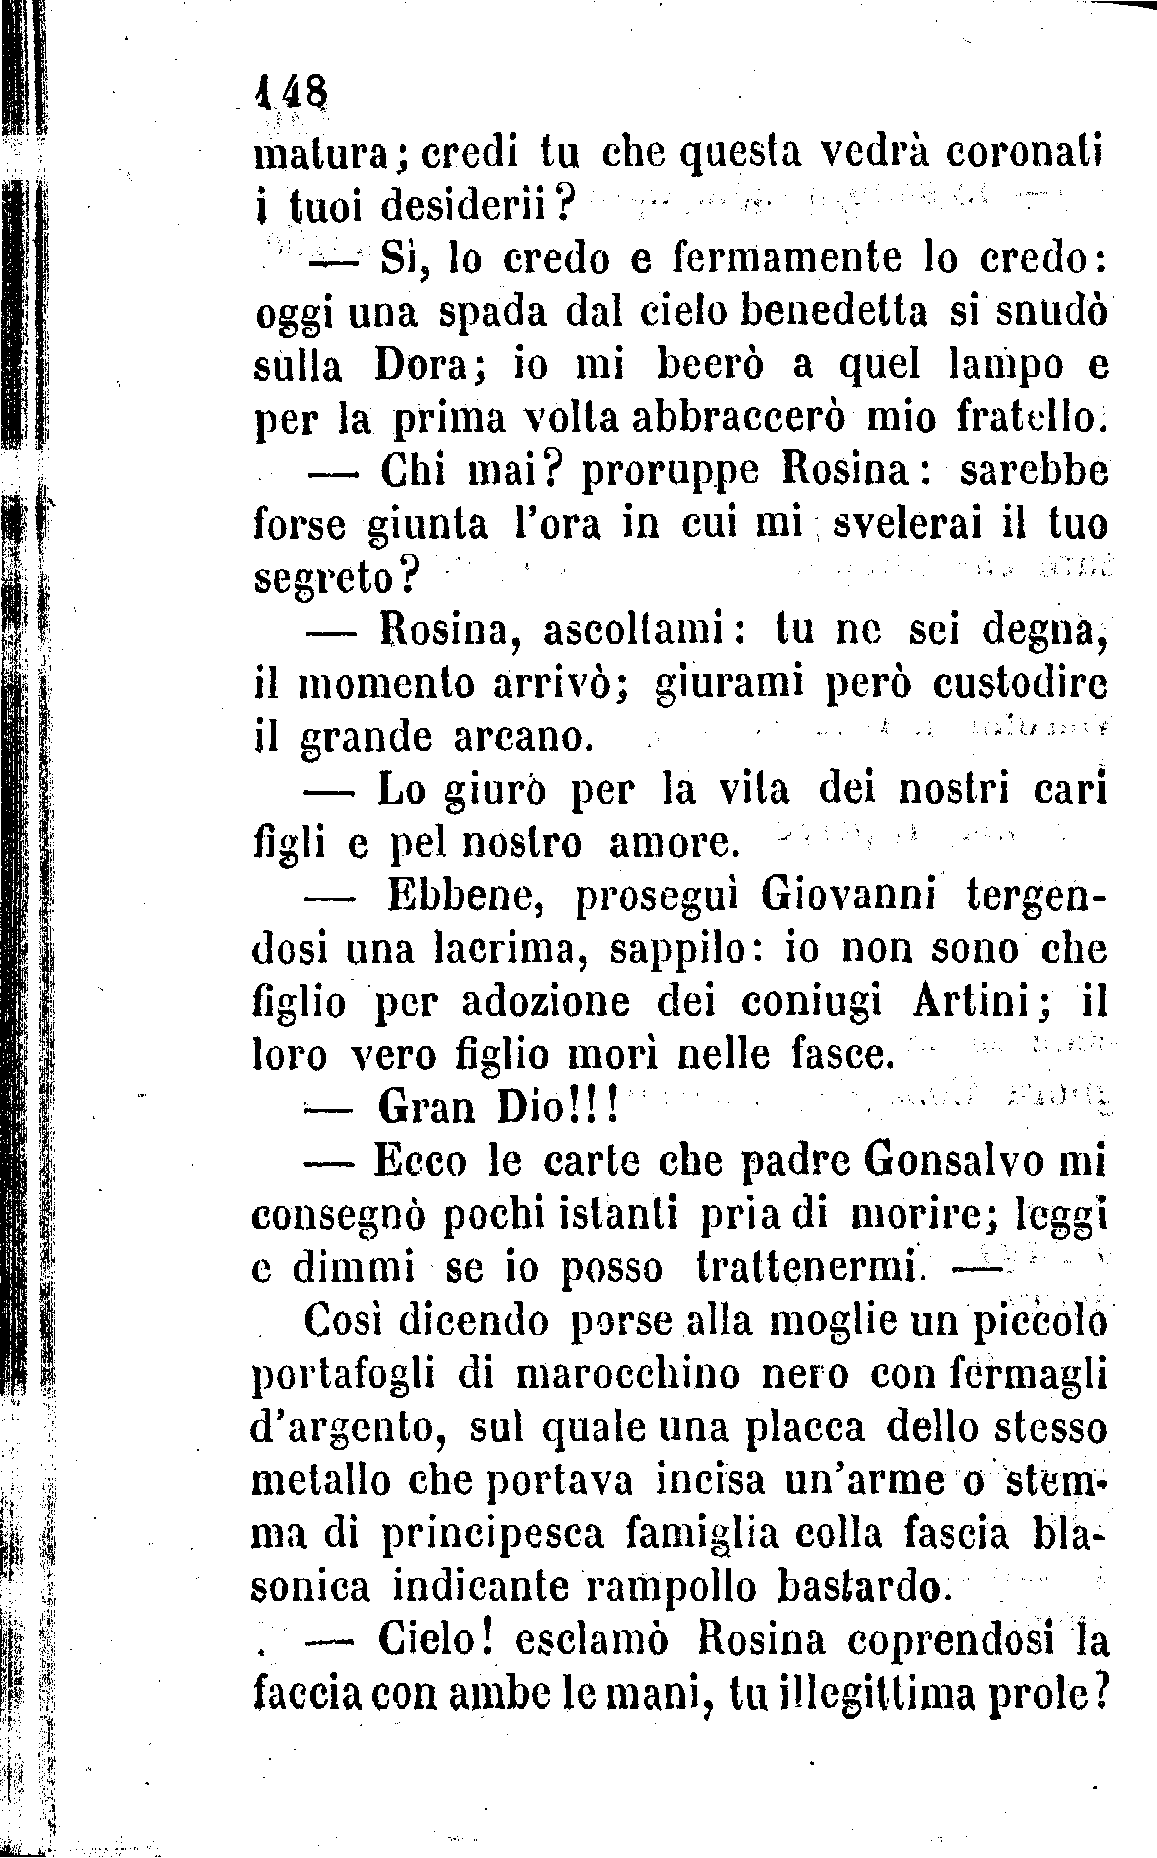 148
matura; credi tu che questa vedrà coronati
i tuoi desiderii?
— Sì, lo credo e fermamente lo credo:
oggi una spada dal cielo benedetta si snudò
sulla Dora; io mi beerò a quel lampo e
per la prima volta abbraccerò mio fratello.
— Chi mai? proruppe Rosina: sarebbe
forse giunta l'ora in cui mi svelerai il tuo
segreto?
— Rosina, ascoltami: tu ne sei degna,
il momento arrivò; giurami però custodire
il grande arcano.
— Lo giurò per la vita dei nostri cari
figli e pel nostro amore.
— Ebbene, proseguì Giovanni tergen-
dosi una lacrima, sappilo: io non sono che
figlio per adozione dei coniugi Artini; il
loro vero figlio morì nelle fasce.
— Gran Dio!!!
— Ecco le carte che padre Gonsalvo mi
consegnò pochi istanti pria di morire; leggi
e dimmi se io posso trattenermi. —
Così dicendo porse alla moglie un piccolo
portafogli di marocchino nero con fermagli
d'argento, sul quale una placca dello stesso
metallo che portava incisa un'arme o stem-
ma di principesca famiglia colla fascia bla-
sonica indicante rampollo bastardo.
— Cielo! esclamò Rosina coprendosi la
faccia con ambe le mani, tu illegittima prole?